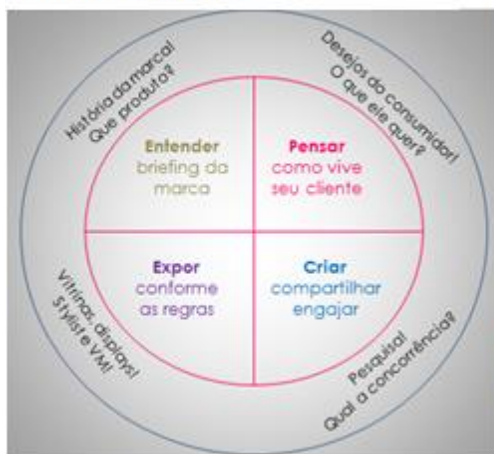 História da marca!
Que produto?
Desejos do consumidor!
O que ele quer?
Entender
briefing da
marca
Pensar
como vive
seu cliente
Expor
conforme
as regras
Criar
compartilhar
engajar
Vitrinas, displays!
Styliste VM!
Pesquisa!
Qual a concorrência?